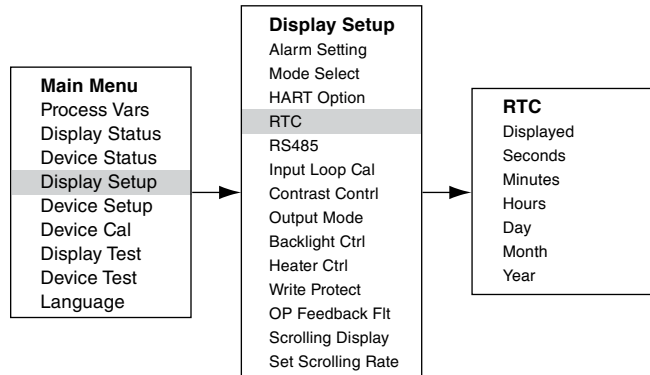 Main Menu
Process Vars
Display Status
Device Status
Display Setup
Device Setup
Device Cal
Display Test
Device Test
Language
Display Setup
Alarm Setting
Mode Select
HART Option
RTC
RS485
Input Loop Cal
Contrast Contrl
Output Mode
Backlight Ctrl
Heater Ctrl
Write Protect
OP Feedback Flt
Scrolling Display
Set Scrolling Rate
RTC
Displayed
Seconds
Minutes
Hours
Day
Month
Year